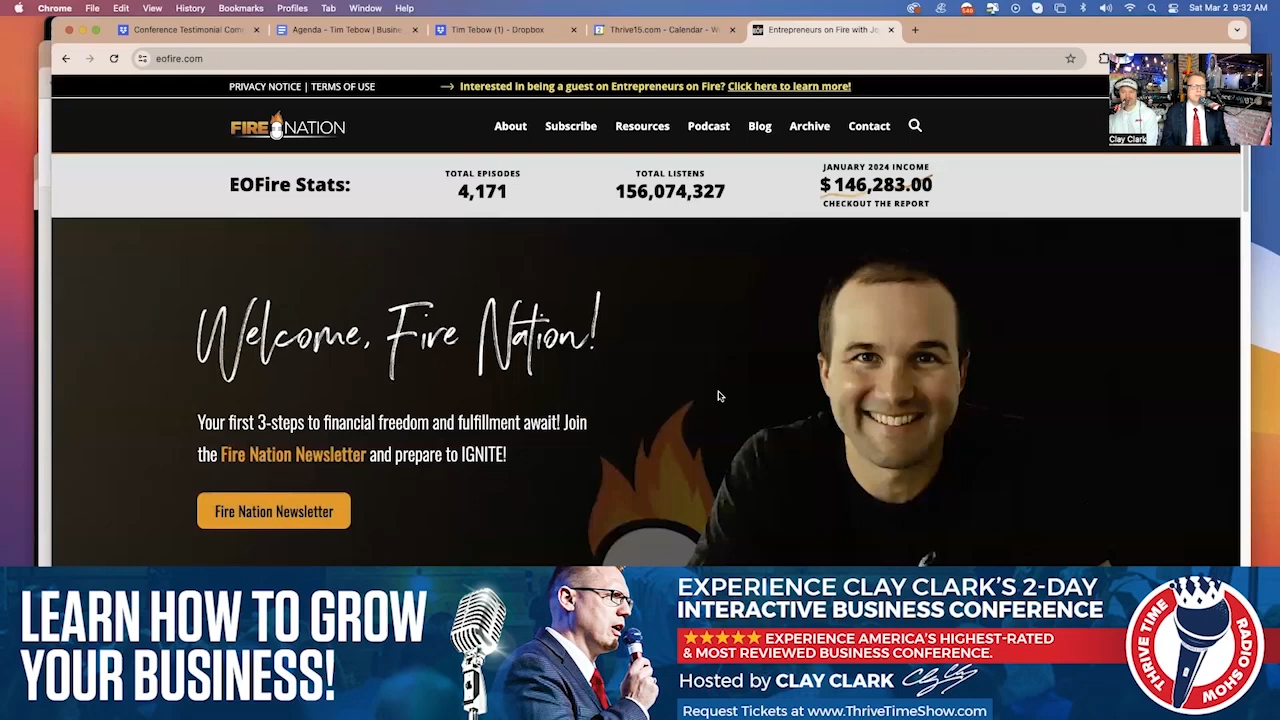 Chrome File Edit View History Bookmarks Profiles Tab Window Help Sat Mar 2 9:32 AM
Conference Testimonial Com Agenda - Tim Tebow | Busine Tim Tebow (1) - Dropbox Thrive15.com - Calendar - W Entrepreneurs on Fire with Jo
eofire.com
PRIVACY NOTICE | TERMS OF USE Interested in being a guest on Entrepreneurs on Fire? Click here to learn more!
FIRE NATION About Subscribe Resources Podcast Blog Archive Contact
Clay Clark
EOFire Stats:
TOTAL EPISODES
4,171
TOTAL LISTENS
156,074,327
JANUARY 2024 INCOME
$146,283.00
CHECKOUT THE REPORT
Welcome, Fire Nation!
Your first 3-steps to financial freedom and fulfillment await! Join
the Fire Nation Newsletter and prepare to IGNITE!
Fire Nation Newsletter
LEARN HOW TO GROW
YOUR BUSINESS!
EXPERIENCE CLAY CLARK'S 2-DAY
INTERACTIVE BUSINESS CONFERENCE
★★★★★ EXPERIENCE AMERICA'S HIGHEST-RATED
& MOST REVIEWED BUSINESS CONFERENCE.
Hosted by CLAY CLARK
Request Tickets at www.ThriveTimeShow.com
THRIVE TIME
RADIO SHOW